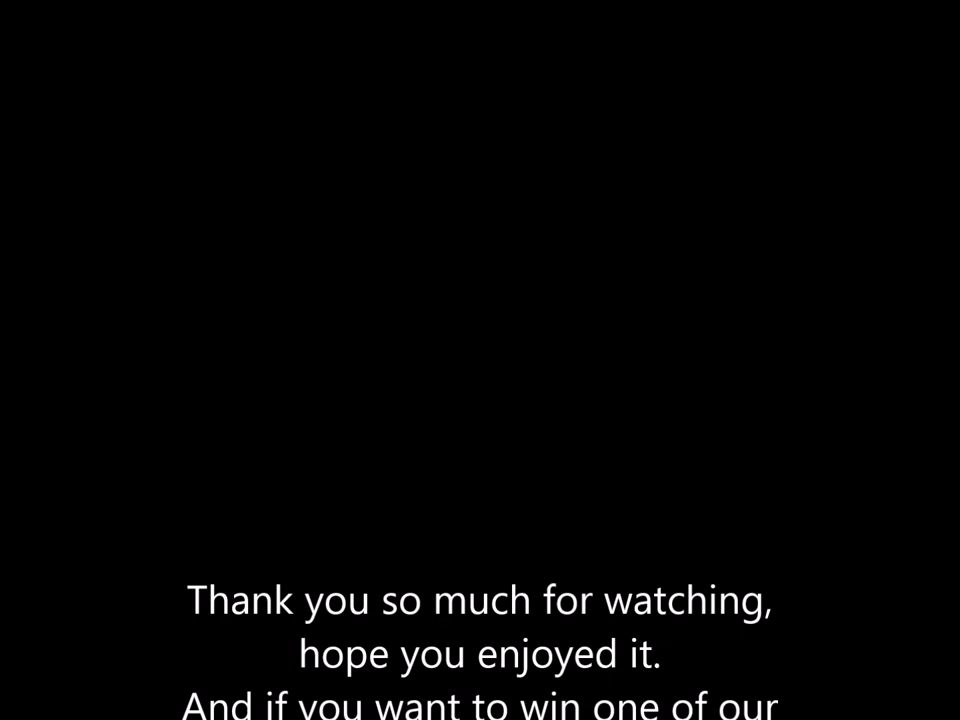 Thank you so much for watching,
hope you enjoyed it.
And if you want to win one of our